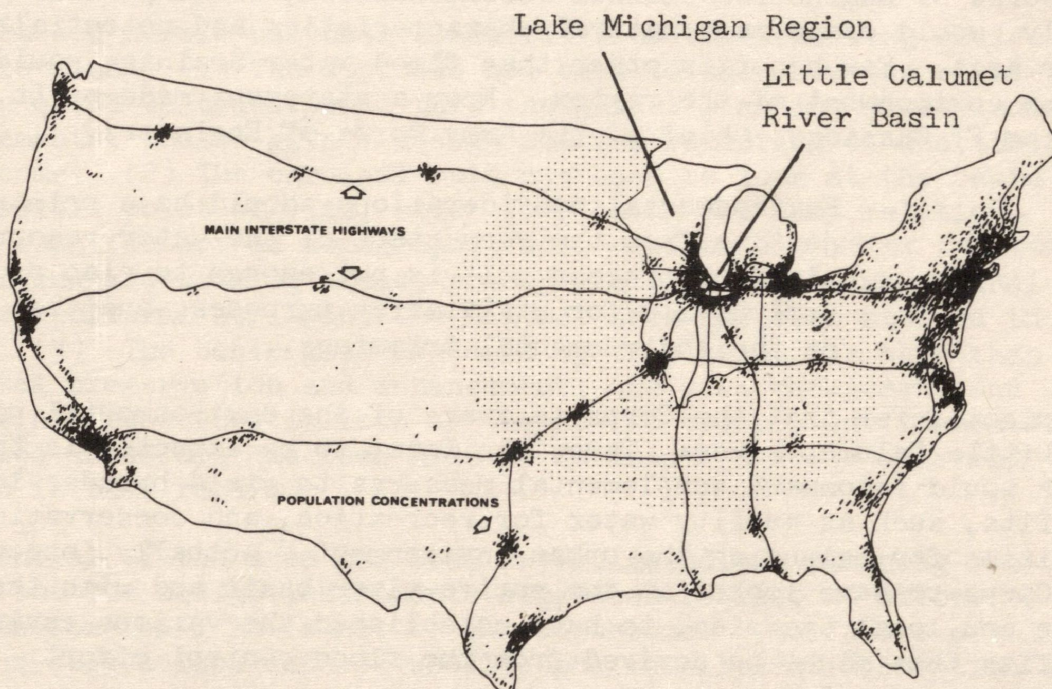 Lake Michigan Region
Little Calumet
River Basin
MAIN INTERSTATE HIGHWAYS
POPULATION CONCENTRATIONS